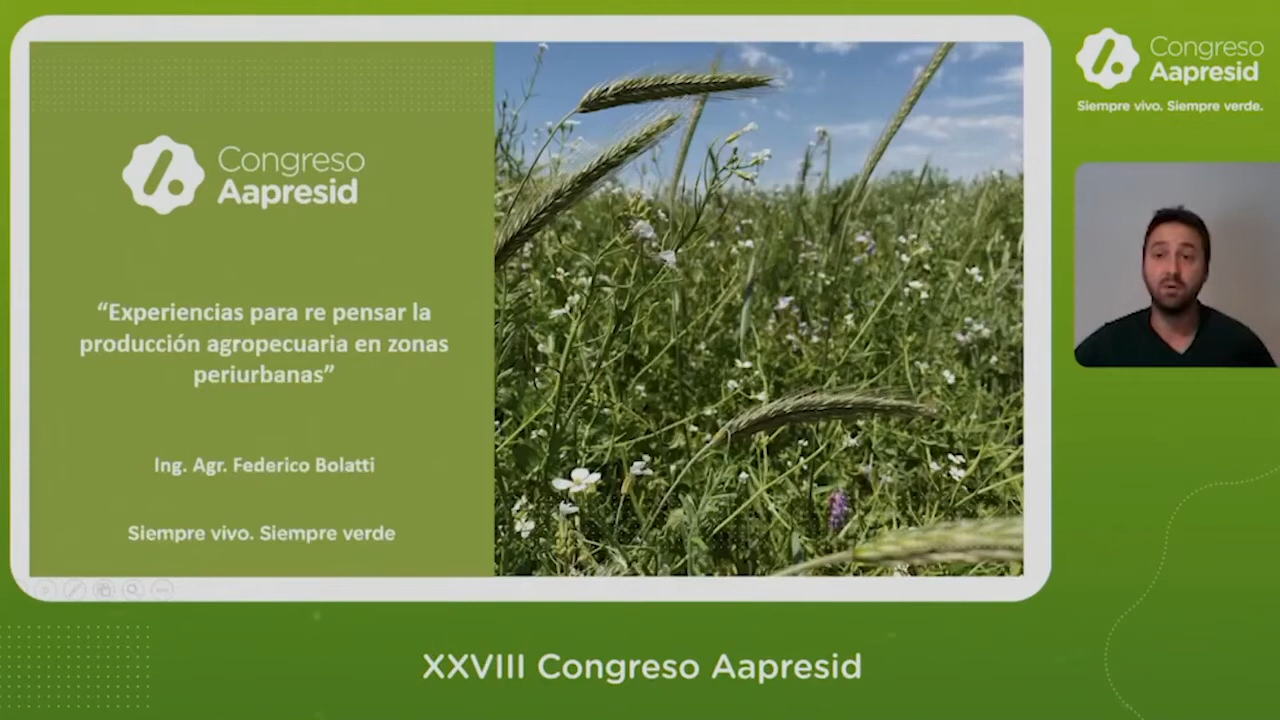 Congreso
Aapresid
“Experiencias para re pensar la
producción agropecuaria en zonas
periurbanas”
Ing. Agr. Federico Bolatti
Siempre vivo. Siempre verde
Congreso
Aapresid
Siempre vivo. Siempre verde.
XXVIII Congreso Aapresid